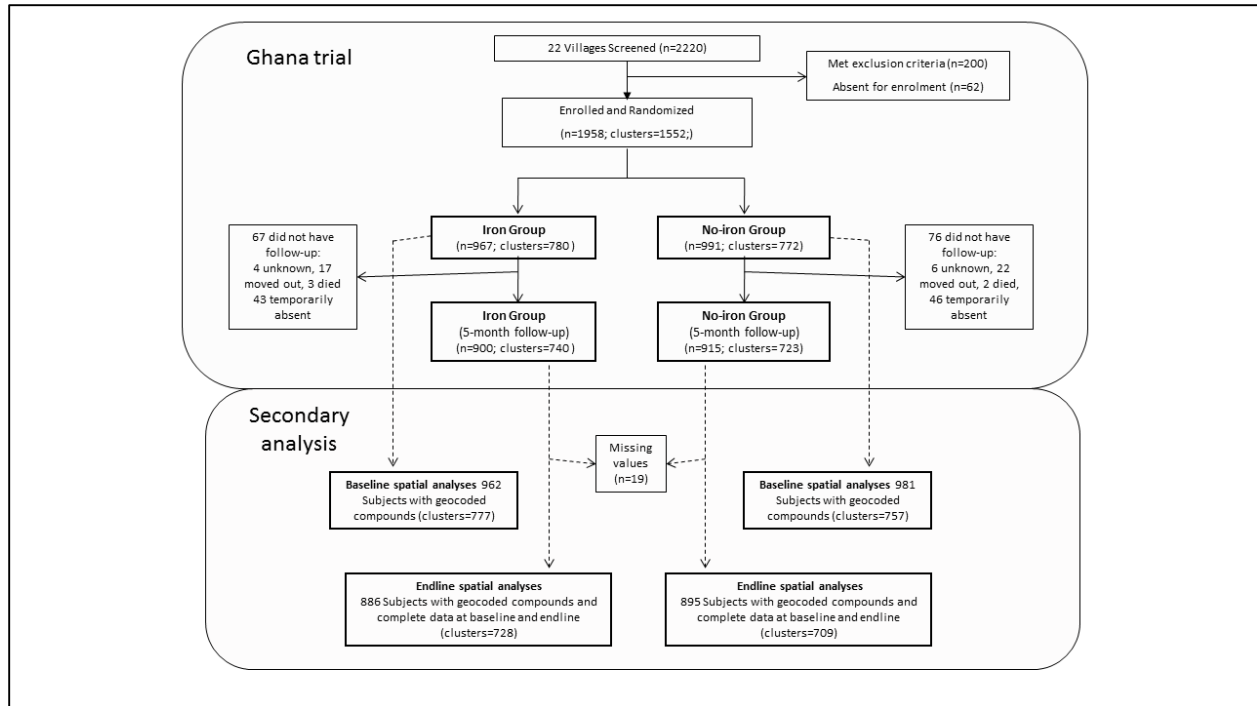 Ghana trial
22 Villages Screened (n=2220)
Met exclusion criteria (n=200)
Absent for enrolment (n=62)
Enrolled and Randomized
(n=1958; clusters=1552;)
67 did not have
follow-up:
4 unknown, 17
moved out, 3 died
43 temporarily
absent
Iron Group
(n=967; clusters=780 )
No-iron Group
(n=991; clusters=772)
76 did not have
follow-up:
6 unknown, 22
moved out, 2 died,
46 temporarily
absent
Iron Group
(5-month follow-up)
(n=900; clusters=740 )
No-iron Group
(5-month follow-up)
(n=915; clusters=723)
Secondary
analysis
Missing
values
(n=19)
Baseline spatial analyses 962
Subjects with geocoded
compounds (clusters=777)
Baseline spatial analyses 981
Subjects with geocoded
compounds (clusters=757)
Endline spatial analyses
886 Subjects with geocoded compounds and
complete data at baseline and endline
(clusters=728)
Endline spatial analyses
895 Subjects with geocoded compounds and
complete data at baseline and endline
(clusters=709)